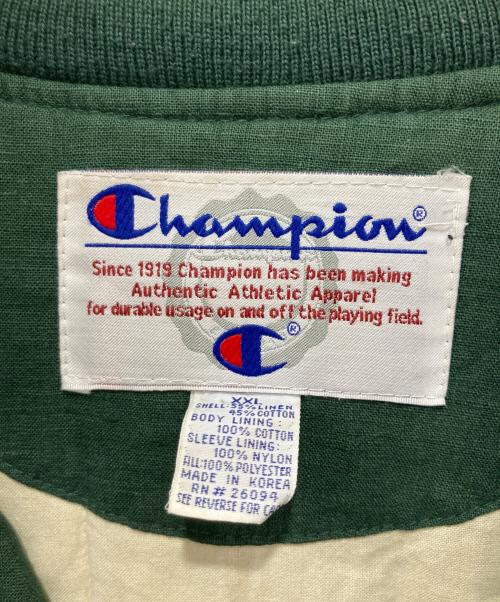 Champion®
Since 1919 Champion has been making
Authentic Athletic Apparel
for durable usage on and off the playing field.
®
XXL
SHELL: 55% LINEN
45% COTTON
BODY LINING:
100% COTTON
SLEEVE LINING:
100% NYLON
FILL: 100% POLYESTER
MADE IN KOREA
RN# 26094
SEE REVERSE FOR